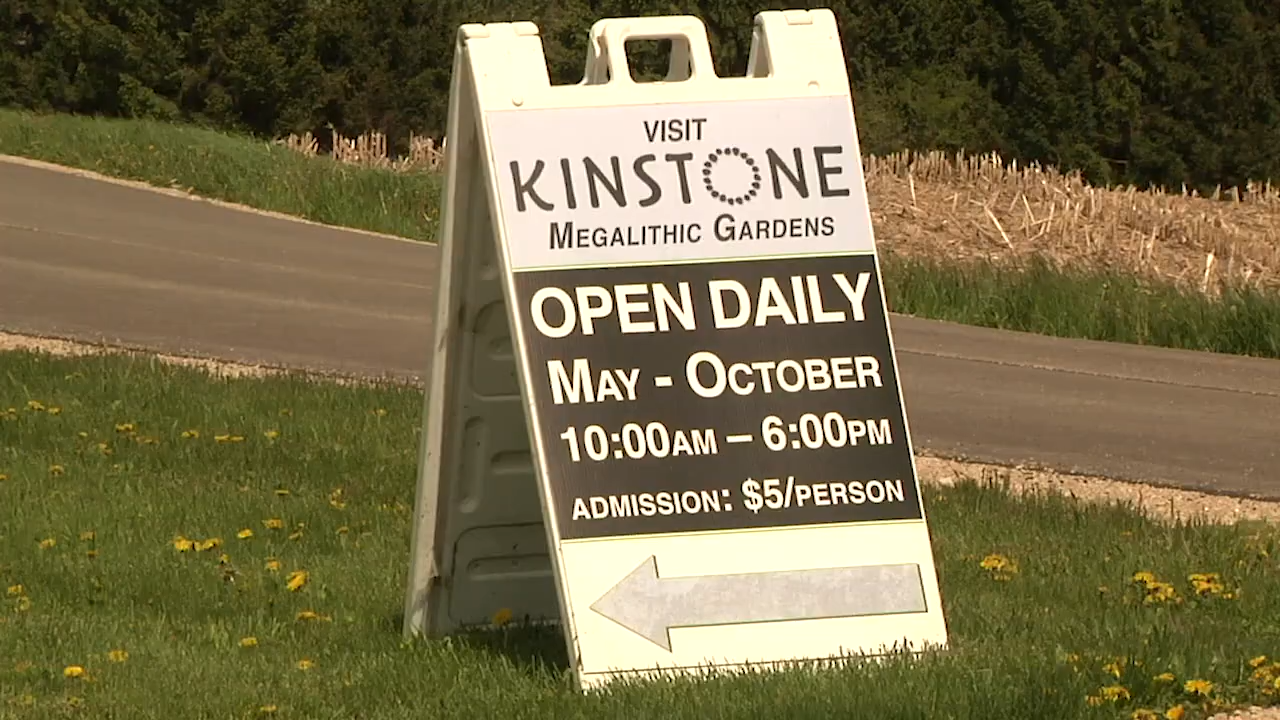 VISIT
KINSTONE
MEGALITHIC GARDENS
OPEN DAILY
MAY - OCTOBER
10:00AM – 6:00PM
ADMISSION: $5/PERSON